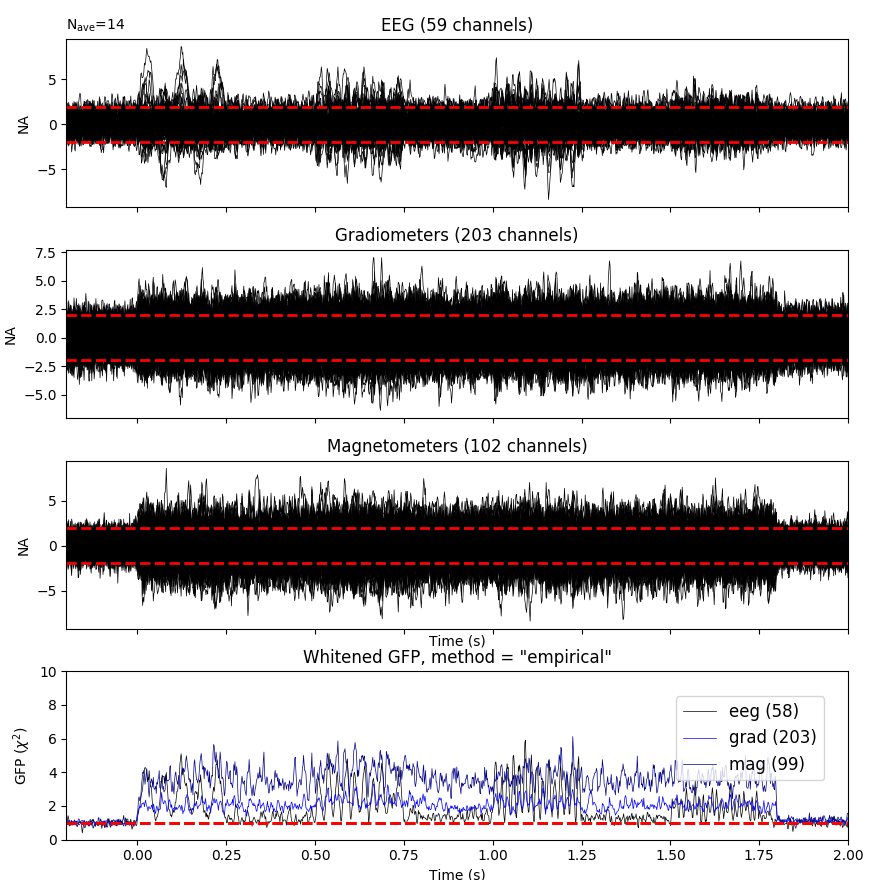 Nave=14
EEG (59 channels)
5
0
−5
NA
Gradiometers (203 channels)
7.5
5.0
2.5
0.0
−2.5
−5.0
NA
Magnetometers (102 channels)
5
0
−5
NA
Time (s)
Whitened GFP, method = "empirical"
10
8
6
4
2
0
GFP (χ²)
eeg (58)
grad (203)
mag (99)
0.00 0.25 0.50 0.75 1.00 1.25 1.50 1.75 2.00
Time (s)